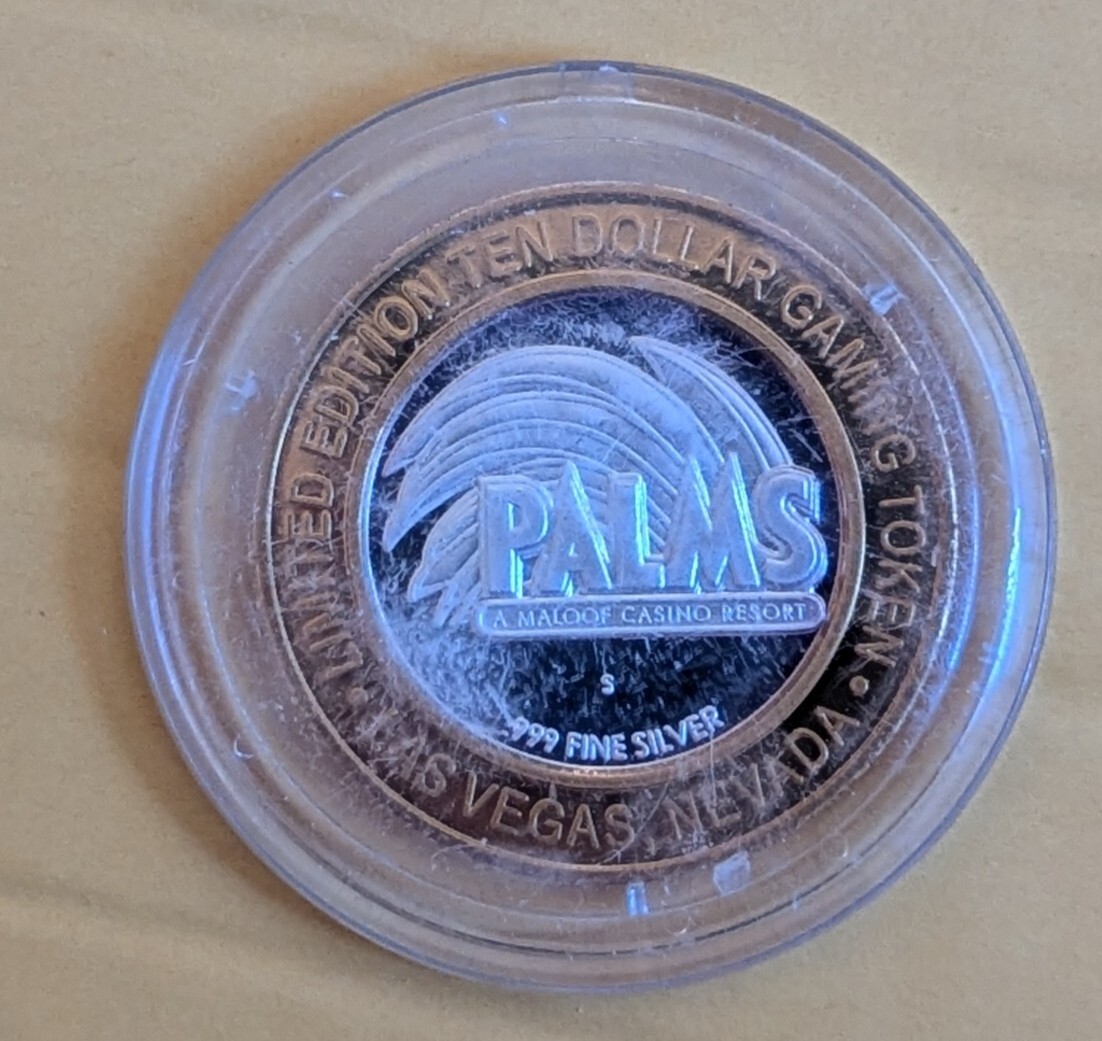 • LIMITED EDITION TEN DOLLAR GAMING TOKEN •
PALMS
A MALOOF CASINO RESORT
S
.999 FINE SILVER
LAS VEGAS, NEVADA